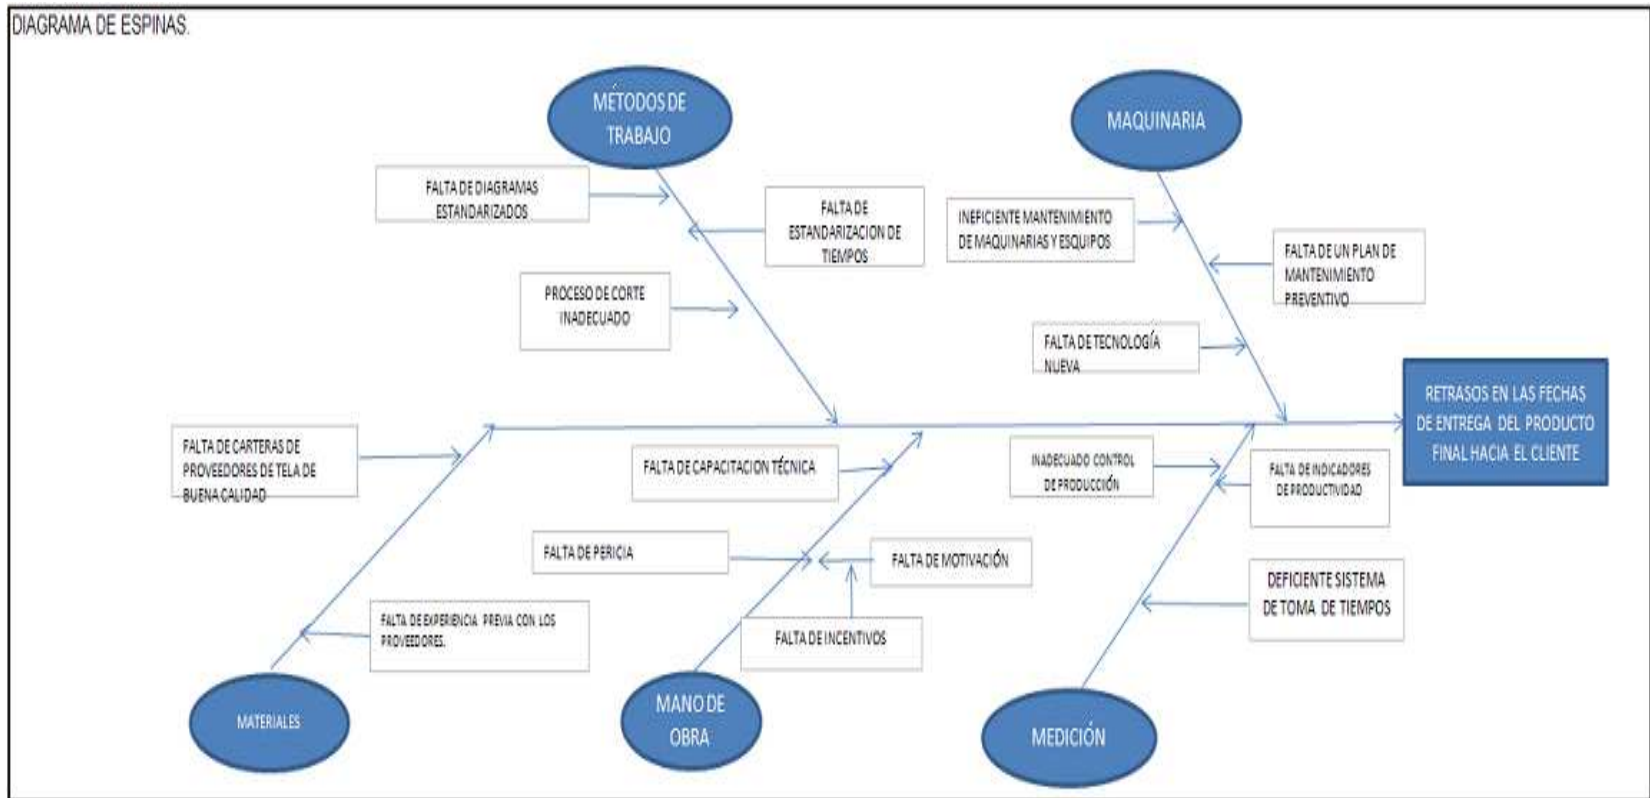 DIAGRAMA DE ESPINAS.
MÉTODOS DE
TRABAJO
MAQUINARIA
FALTA DE DIAGRAMAS
ESTANDARIZADOS
FALTA DE
ESTANDARIZACION DE
TIEMPOS
INEFICIENTE MANTENIMIENTO
DE MAQUINARIAS Y ESQUIPOS
FALTA DE UN PLAN DE
MANTENIMIENTO
PREVENTIVO
PROCESO DE CORTE
INADECUADO
FALTA DE TECNOLOGÍA
NUEVA
RETRASOS EN LAS FECHAS
DE ENTREGA DEL PRODUCTO
FINAL HACIA EL CLIENTE
FALTA DE CARTERAS DE
PROVEEDORES DE TELA DE
BUENA CALIDAD
FALTA DE CAPACITACION TÉCNICA
INADECUADO CONTROL
DE PRODUCCIÓN
FALTA DE INDICADORES
DE PRODUCTIVIDAD
FALTA DE PERICIA
FALTA DE MOTIVACIÓN
DEFICIENTE SISTEMA
DE TOMA DE TIEMPOS
FALTA DE EXPERIENCIA PREVIA CON LOS
PROVEEDORES.
FALTA DE INCENTIVOS
MATERIALES
MANO DE
OBRA
MEDICIÓN